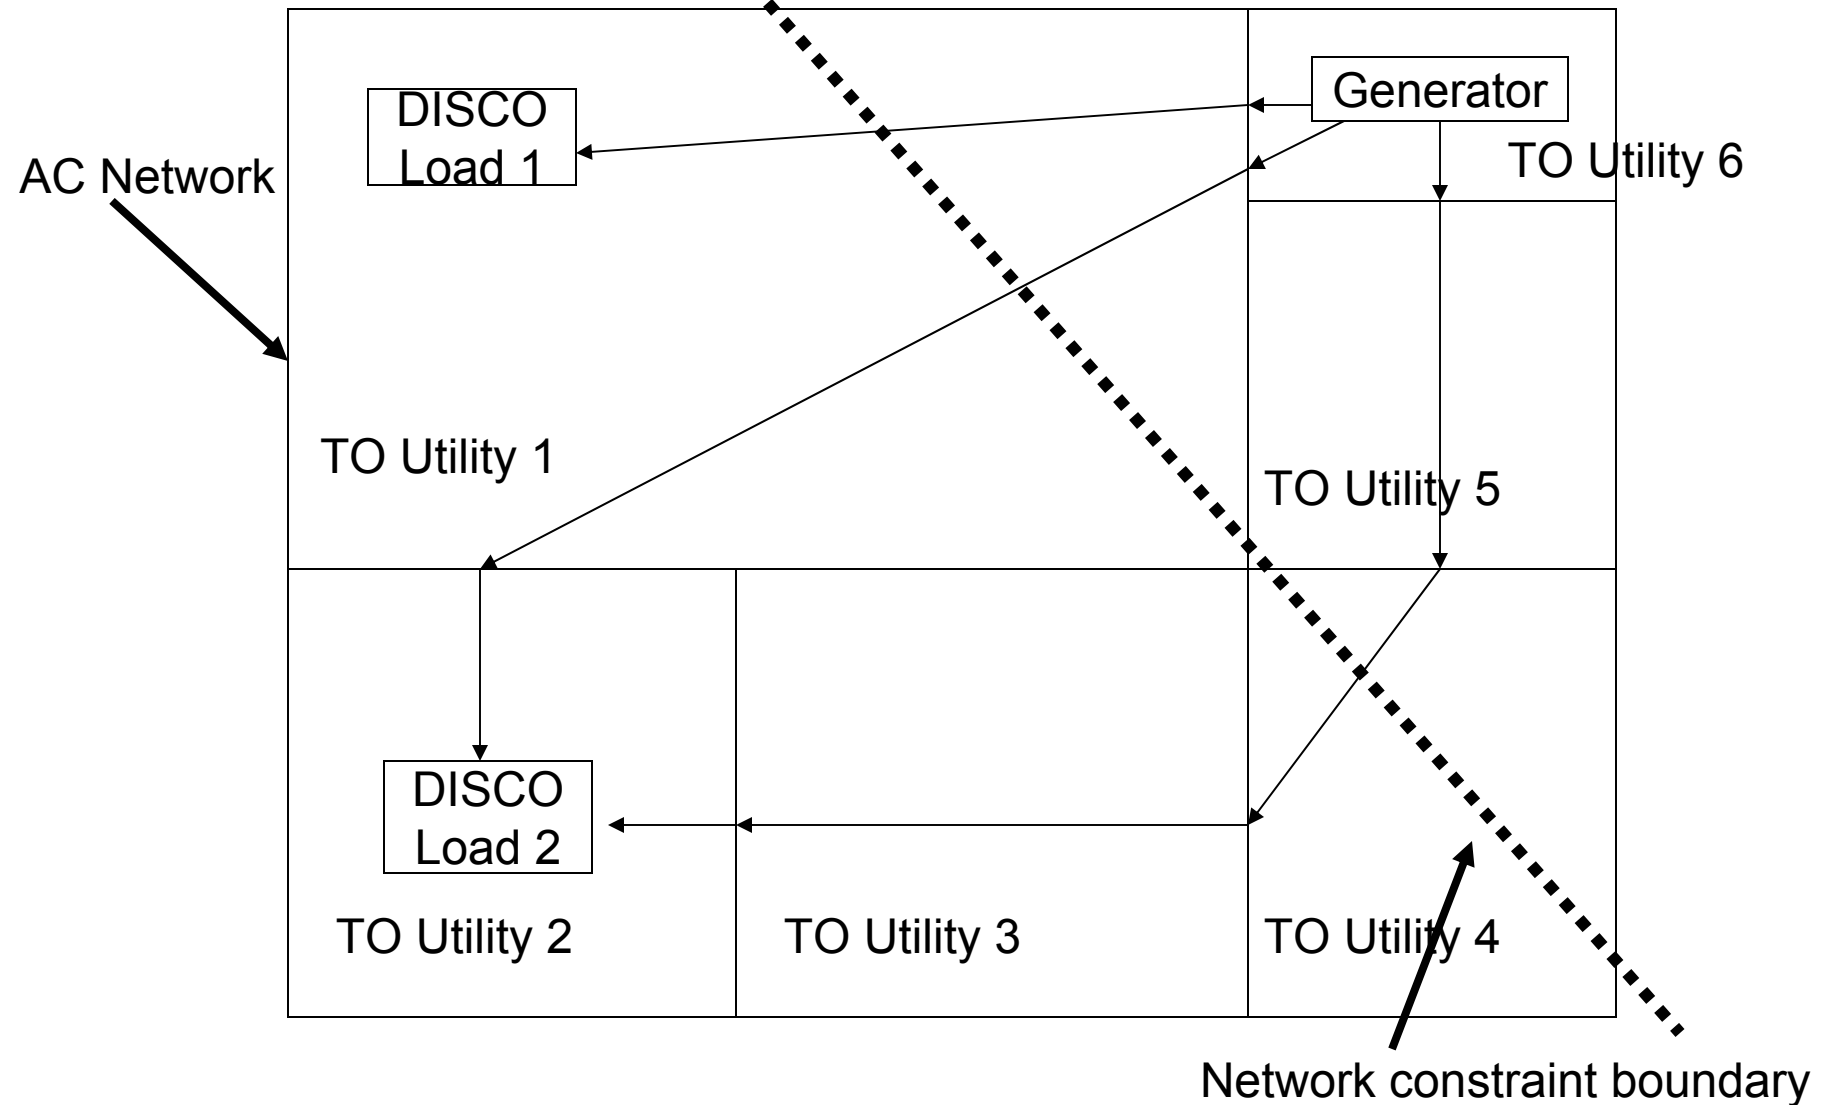 Generator
DISCO
Load 1
TO Utility 6
AC Network
TO Utility 1
TO Utility 5
DISCO
Load 2
TO Utility 2
TO Utility 3
TO Utility 4
Network constraint boundary